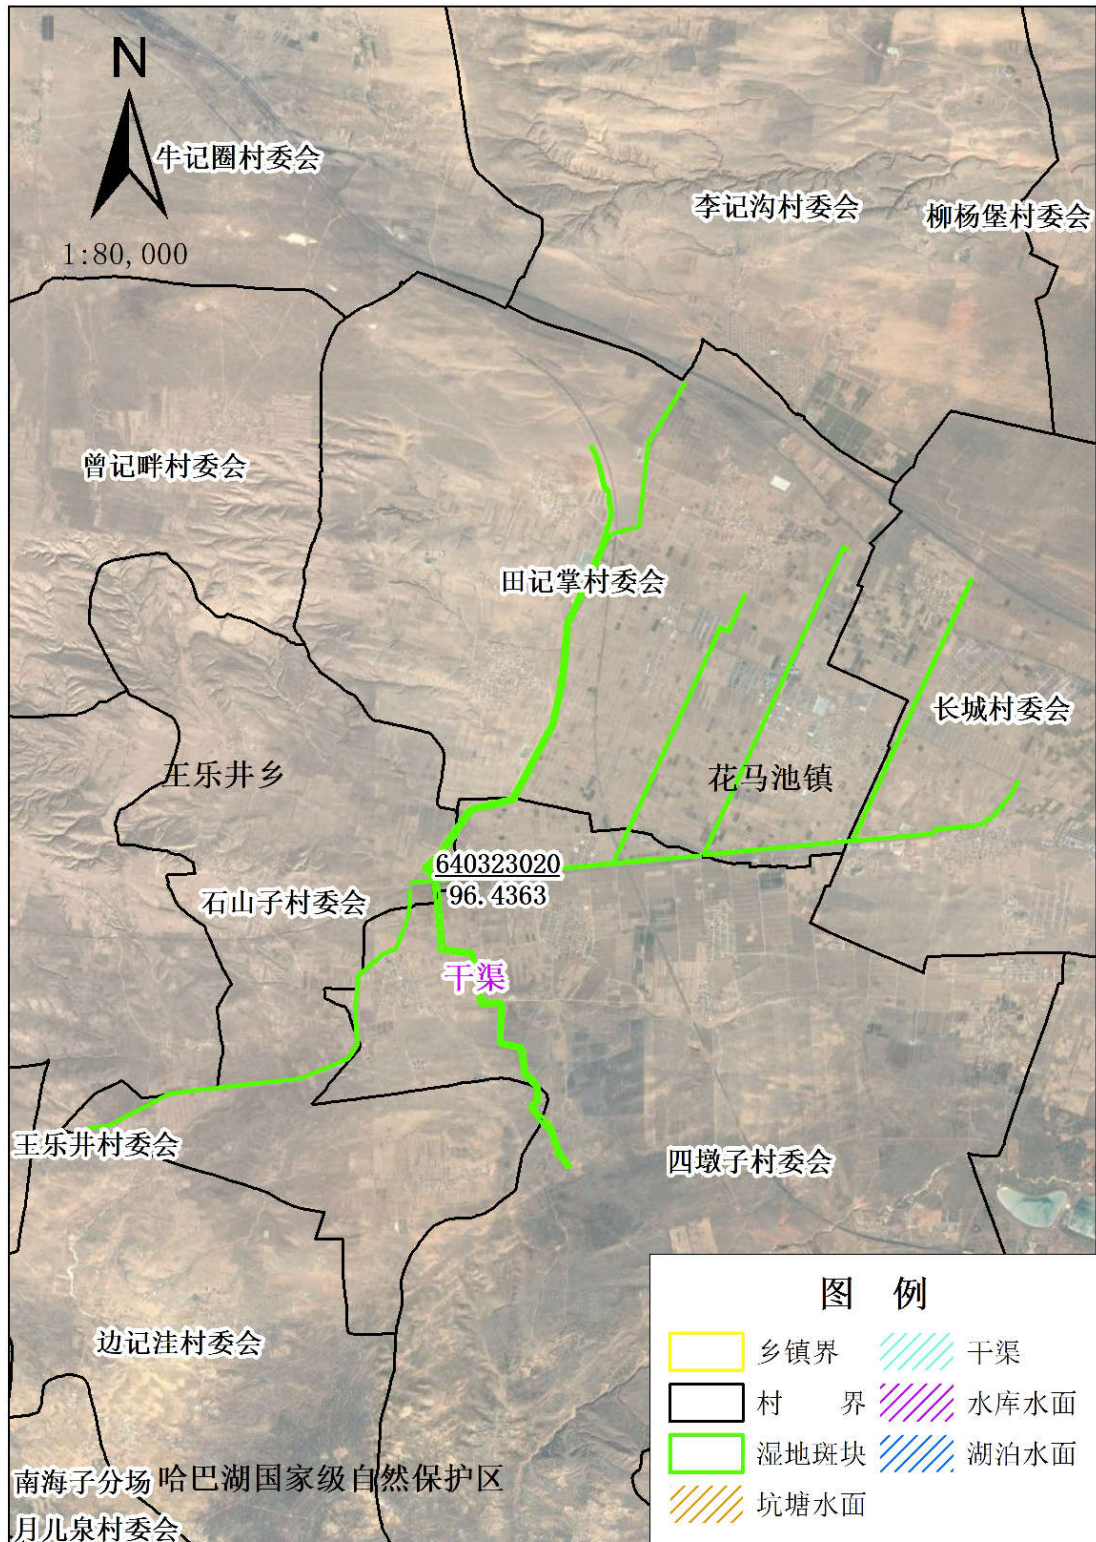 N
牛记圈村委会
李记沟村委会
柳杨堡村委会
1:80,000
曾记畔村委会
田记掌村委会
长城村委会
王乐井乡
花马池镇
640323020
96.4363
石山子村委会
干渠
王乐井村委会
四墩子村委会
边记洼村委会
南海子分场
哈巴湖国家级自然保护区
月儿泉村委会
图 例
乡镇界
干渠
村 界
水库水面
湿地斑块
湖泊水面
坑塘水面